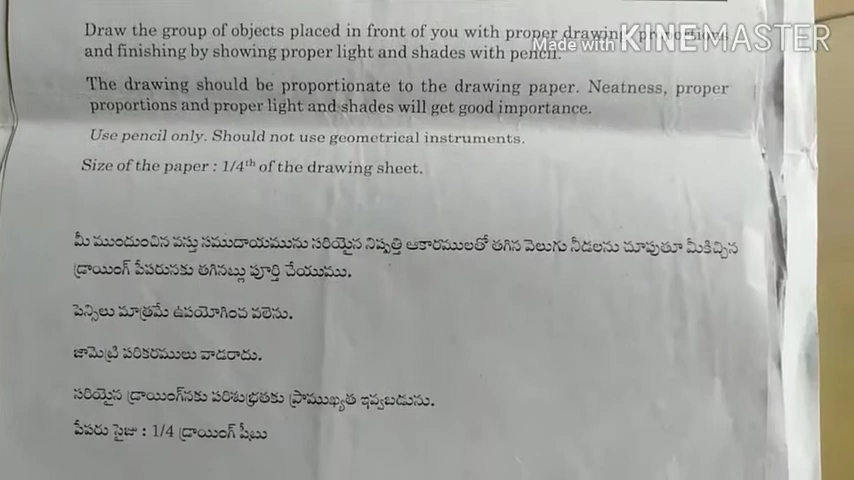 Draw the group of objects placed in front of you with proper drawing, proportions
Made with KINEMASTER
and finishing by showing proper light and shades with pencil.
The drawing should be proportionate to the drawing paper. Neatness, proper
proportions and proper light and shades will get good importance.
Use pencil only. Should not use geometrical instruments.
Size of the paper : 1/4th of the drawing sheet.
మీ ముందుంచిన వస్తు సముదాయమును సరియైన నిష్పత్తి ఆకారములతో తగిన వెలుగు నీడలను చూపుతూ మీకిచ్చిన
డ్రాయింగ్ పేపరునకు తగినట్లు పూర్తి చేయుము.
పెన్సిలు మాత్రమే ఉపయోగించ వలెను.
జామెట్రి పరికరములు వాడరాదు.
సరియైన డ్రాయింగ్‌నకు పరిశుభ్రతకు ప్రాముఖ్యత ఇవ్వబడును.
పేపరు సైజు : 1/4 డ్రాయింగ్ షీటు